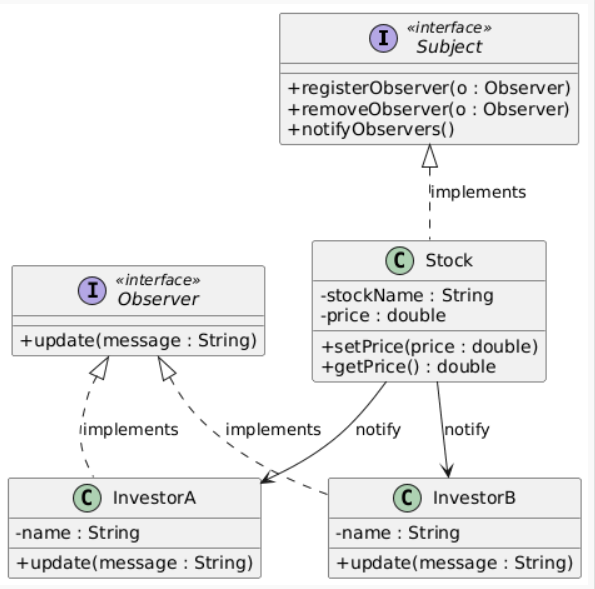 I «interface»
Subject
+registerObserver(o : Observer)
+removeObserver(o : Observer)
+notifyObservers()
implements
C Stock
-stockName : String
-price : double
+setPrice(price : double)
+getPrice() : double
I «interface»
Observer
+update(message : String)
implements
implements
notify
notify
C InvestorA
-name : String
+update(message : String)
C InvestorB
-name : String
+update(message : String)